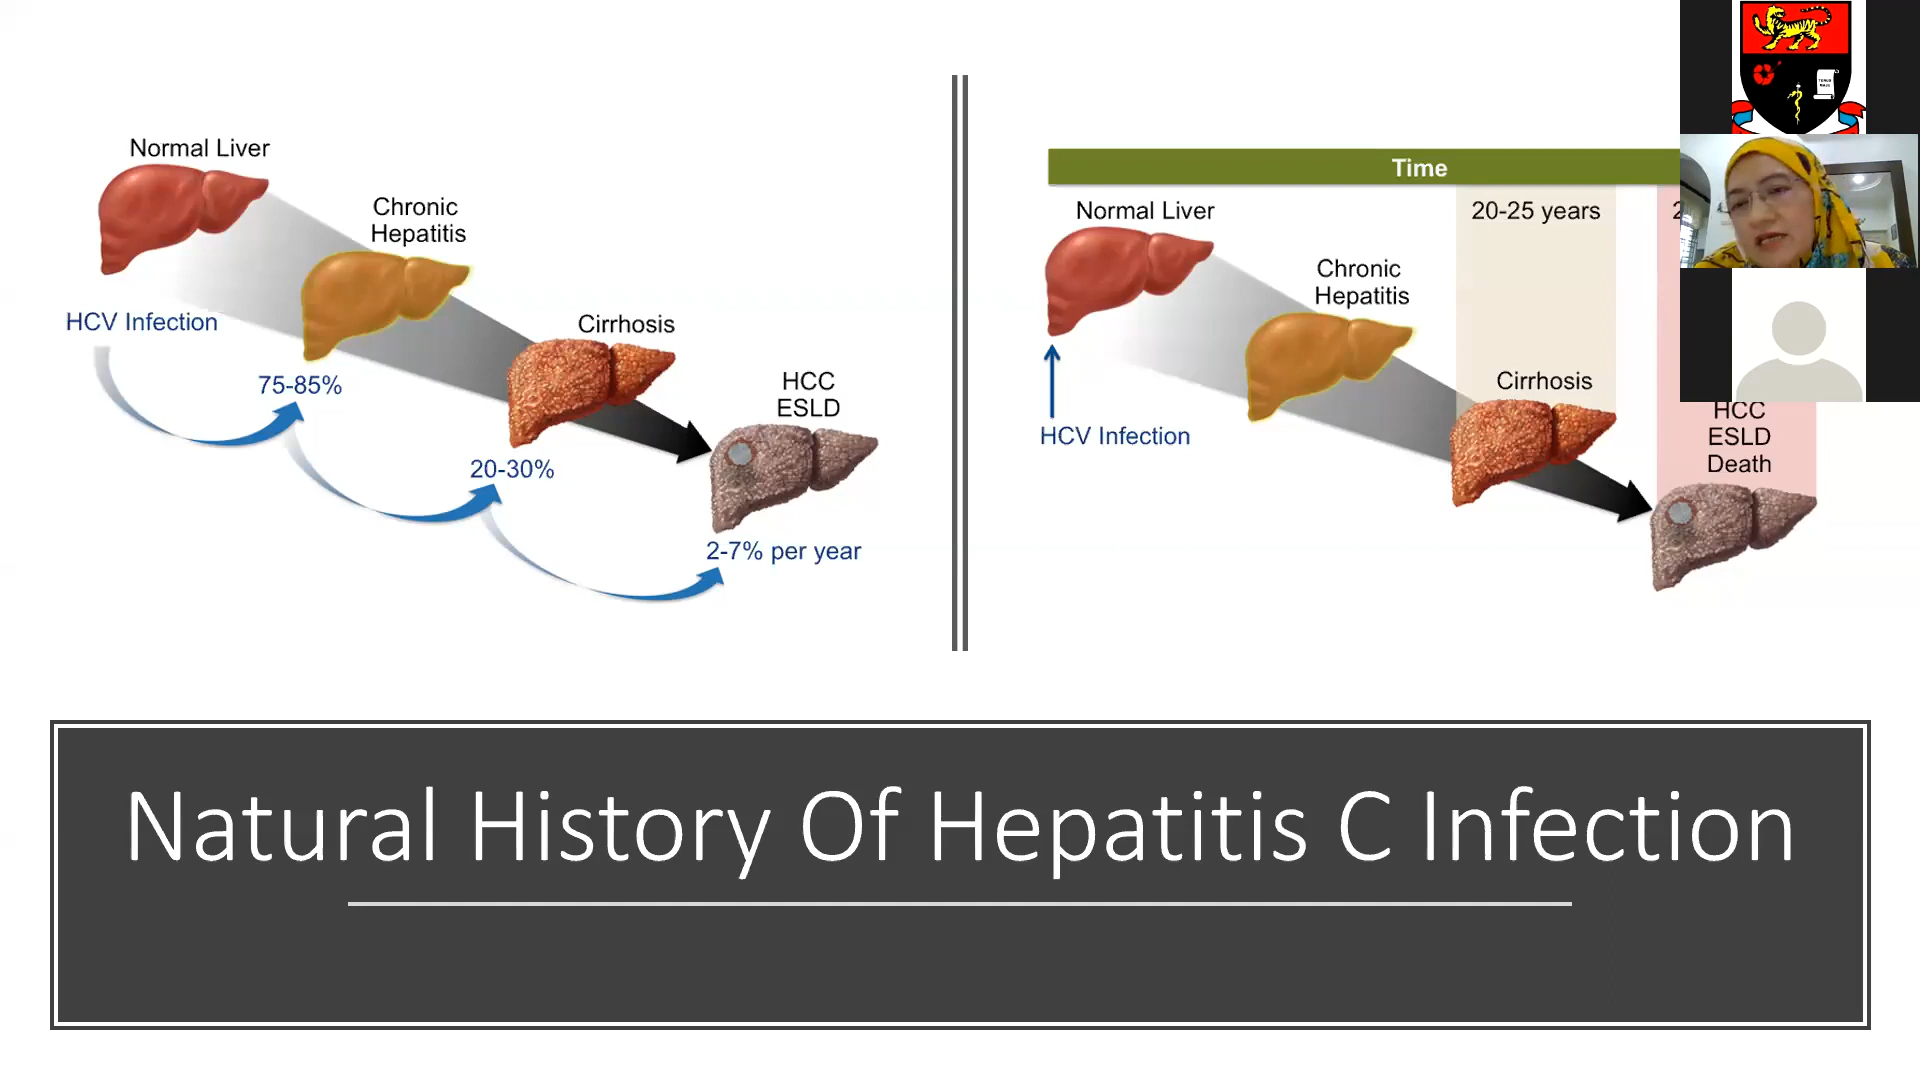 Normal Liver
Chronic
Hepatitis
HCV Infection
Cirrhosis
75-85%
HCC
ESLD
20-30%
2-7% per year
Time
Normal Liver
20-25 years
2
Chronic
Hepatitis
Cirrhosis
HCV Infection
HCC
ESLD
Death
Natural History Of Hepatitis C Infection